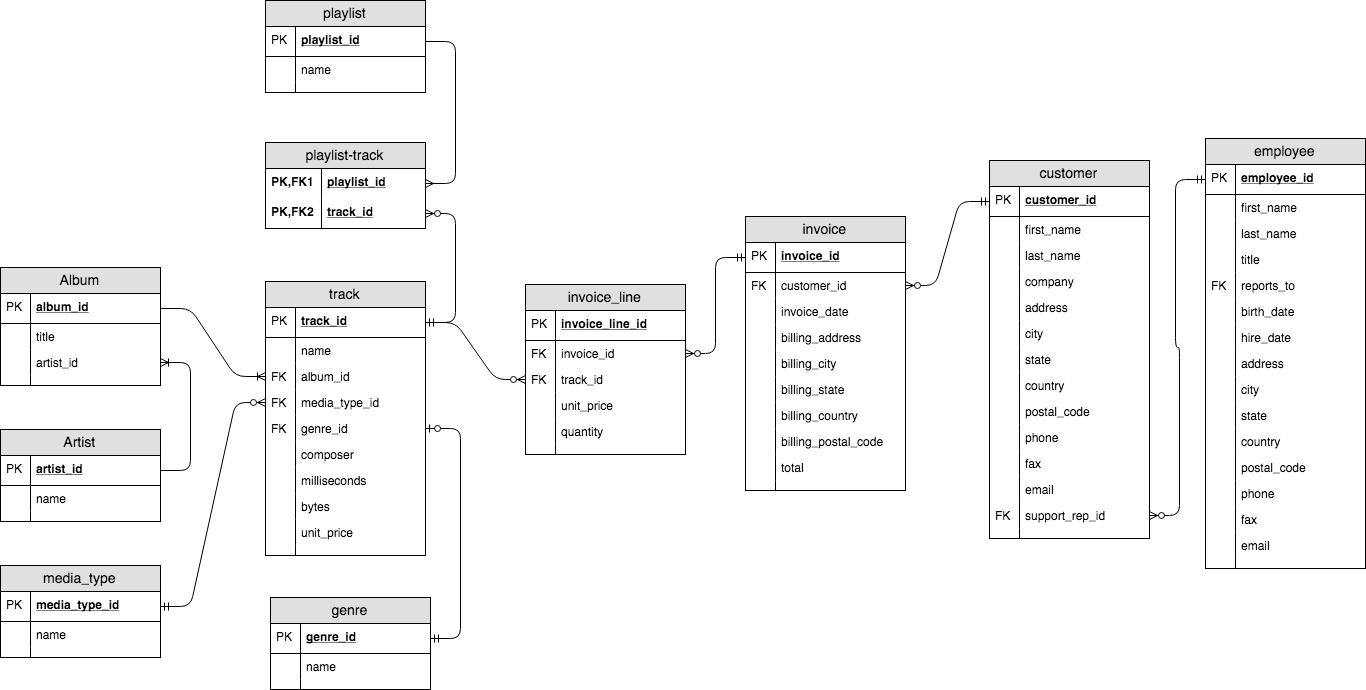 playlist
PK playlist_id
name
playlist-track
PK,FK1 playlist_id
PK,FK2 track_id
Album
PK album_id
title
artist_id
Artist
PK artist_id
name
media_type
PK media_type_id
name
track
PK track_id
name
FK album_id
FK media_type_id
FK genre_id
composer
milliseconds
bytes
unit_price
genre
PK genre_id
name
invoice_line
PK invoice_line_id
FK invoice_id
FK track_id
unit_price
quantity
invoice
PK invoice_id
FK customer_id
invoice_date
billing_address
billing_city
billing_state
billing_country
billing_postal_code
total
customer
PK customer_id
first_name
last_name
company
address
city
state
country
postal_code
phone
fax
email
FK support_rep_id
employee
PK employee_id
first_name
last_name
title
FK reports_to
birth_date
hire_date
address
city
state
country
postal_code
phone
fax
email